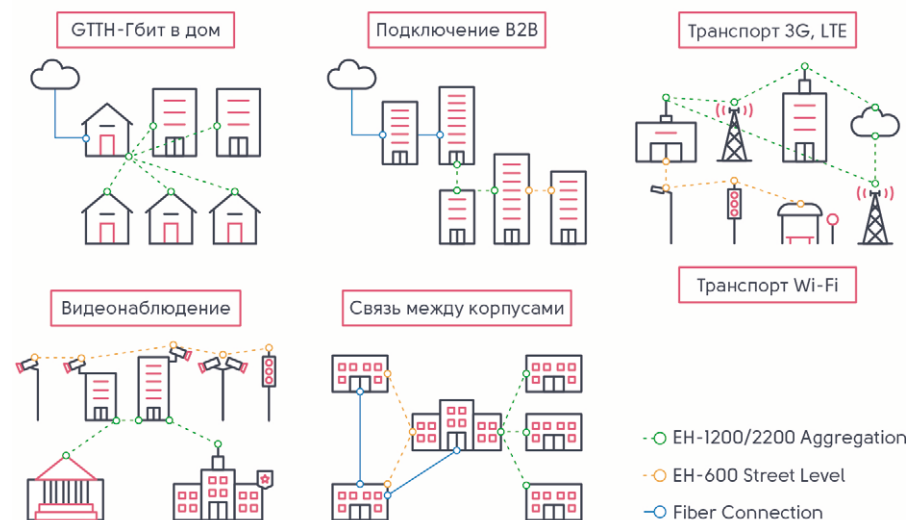 GTTH-Гбит в дом
Подключение B2B
Транспорт 3G, LTE
Видеонаблюдение
Связь между корпусами
Транспорт Wi-Fi
EH-1200/2200 Aggregation
EH-600 Street Level
Fiber Connection